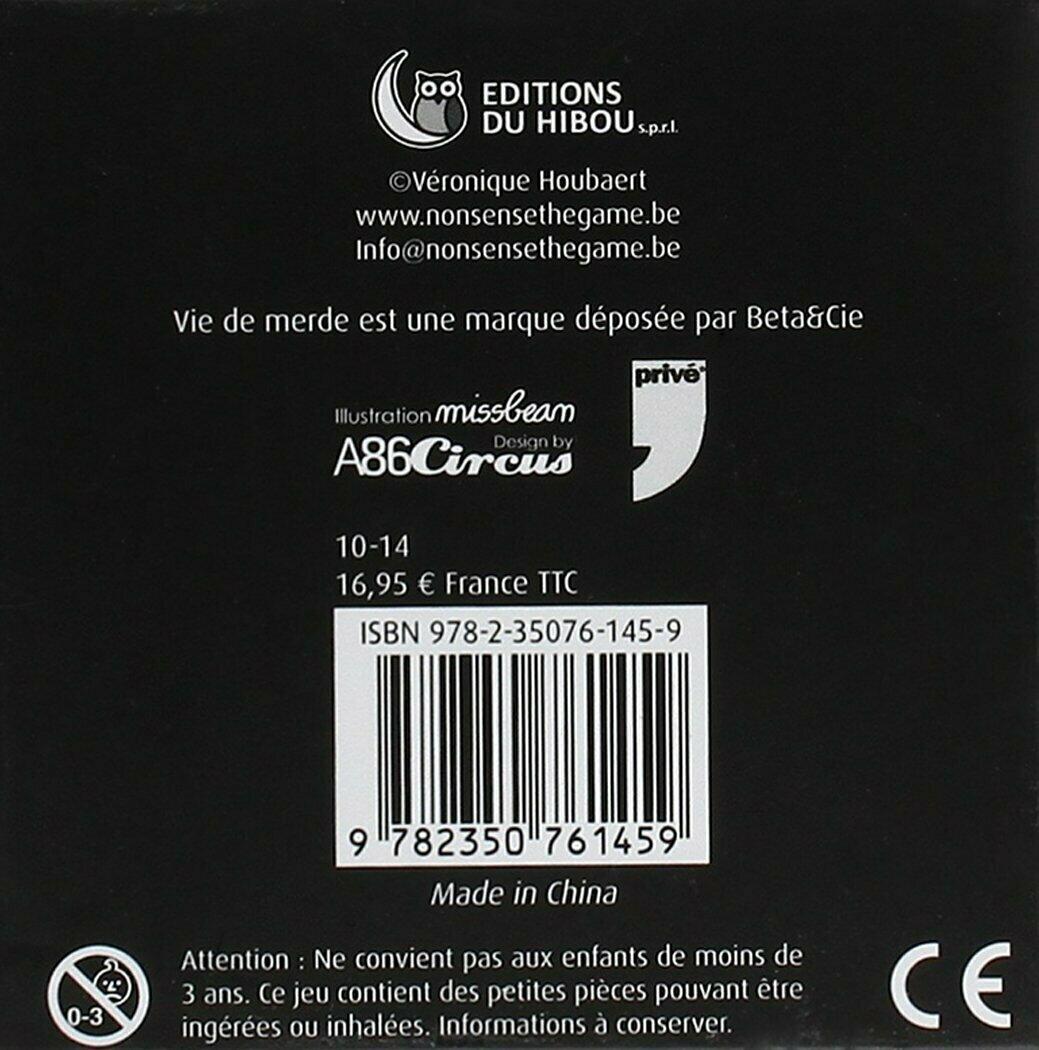 EDITIONS
DU HIBOU s.p.r.l.
©Véronique Houbaert
www.nonsensethegame.be
Info@nonsensethegame.be
Vie de merde est une marque déposée par Beta&Cie
privé
Illustration missbean
Design by
A86Circus
10-14
16,95 € France TTC
ISBN 978-2-35076-145-9
9 782350 761459
Made in China
Attention : Ne convient pas aux enfants de moins de
3 ans. Ce jeu contient des petites pièces pouvant être
ingérées ou inhalées. Informations à conserver.
0-3
CE